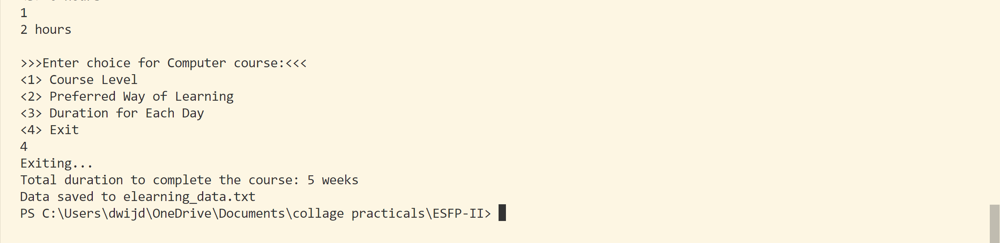 1
2 hours
>>>Enter choice for Computer course:<<<
<1> Course Level
<2> Preferred Way of Learning
<3> Duration for Each Day
<4> Exit
4
Exiting...
Total duration to complete the course: 5 weeks
Data saved to elearning_data.txt
PS C:\Users\dwijd\OneDrive\Documents\collage practicals\ESFP-II>